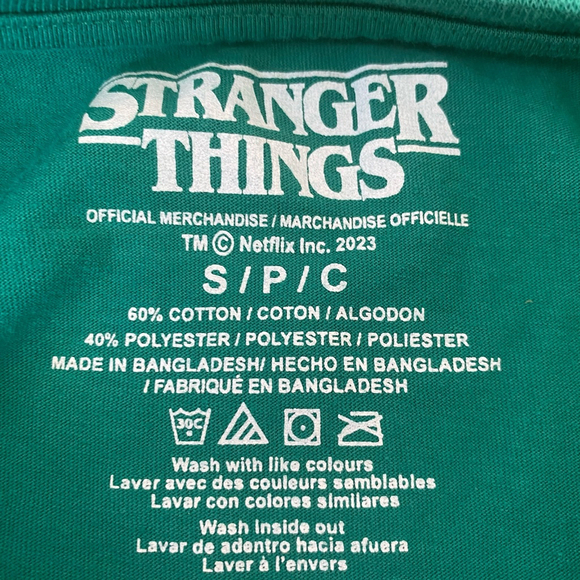 STRANGER
THINGS
OFFICIAL MERCHANDISE / MARCHANDISE OFFICIELLE
TM © Netflix Inc. 2023
S / P / C
60% COTTON / COTON / ALGODON
40% POLYESTER / POLYESTER / POLIESTER
MADE IN BANGLADESH/ HECHO EN BANGLADESH
/ FABRIQUÉ EN BANGLADESH
30C
Wash with like colours
Laver avec des couleurs semblables
Lavar con colores similares
Wash Inside out
Lavar de adentro hacia afuera
Laver à l'envers